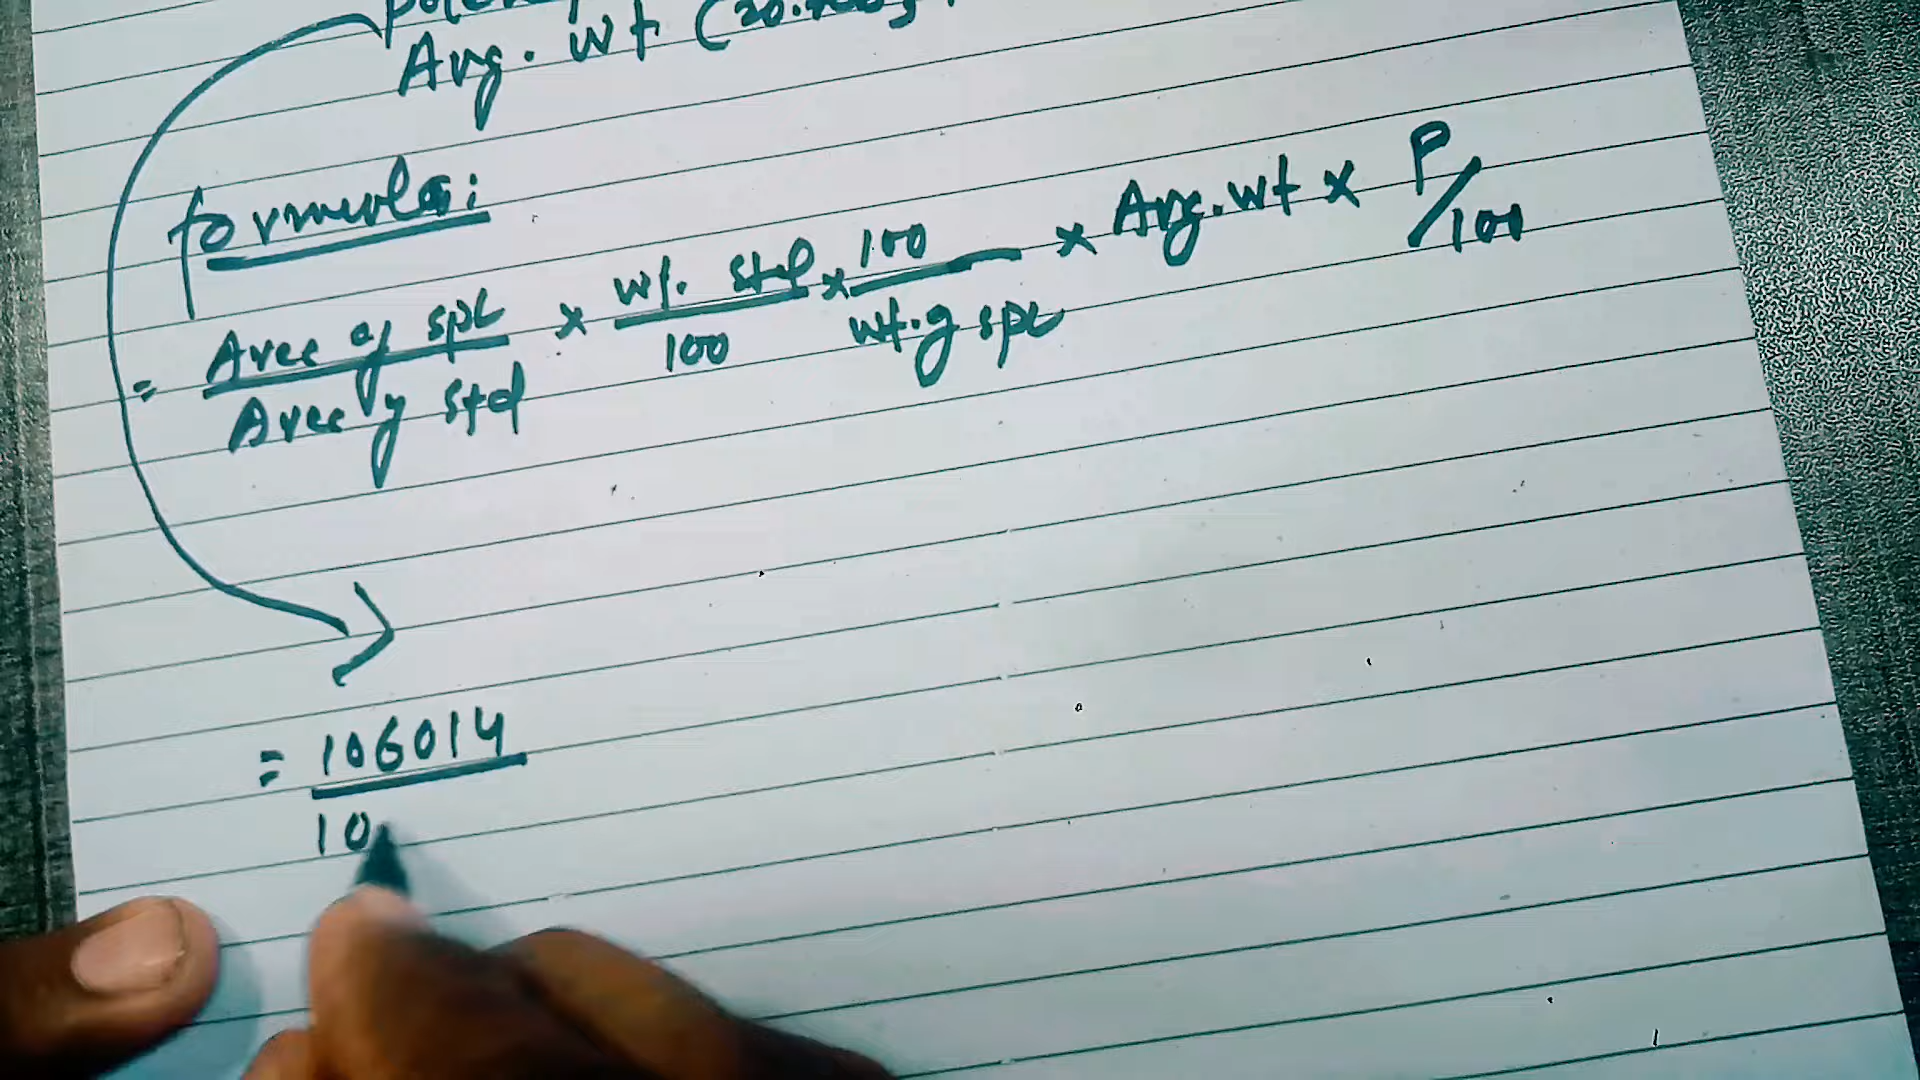 Avg. wt
formula:
= Area of spl / Area of std × wt. std / 100 × 100 / wt. of spl × Avg. wt × P/100
= 106014
10